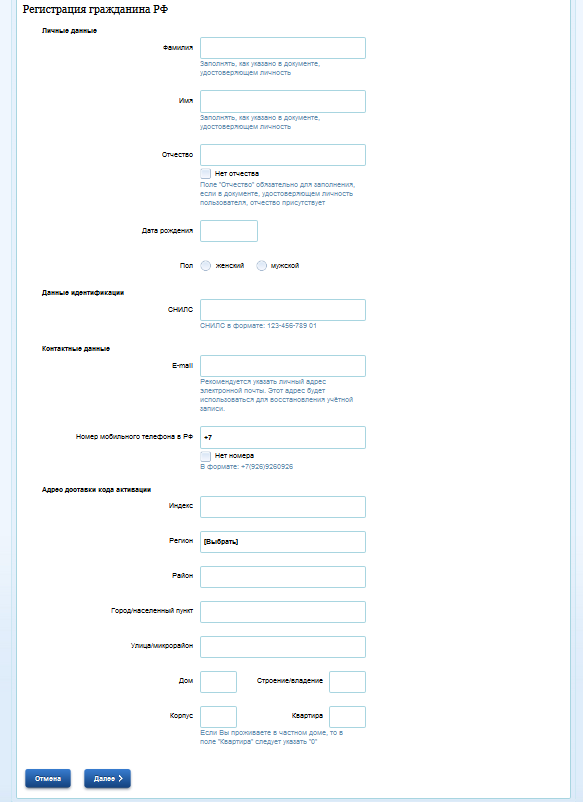 Регистрация гражданина РФ
Личные данные
Фамилия
Заполнять, как указано в документе,
удостоверяющем личность
Имя
Заполнять, как указано в документе,
удостоверяющем личность
Отчество
Нет отчества
Поле "Отчество" обязательно для заполнения,
если в документе, удостоверяющем личность
пользователя, отчество присутствует
Дата рождения
Пол женский мужской
Данные идентификации
СНИЛС
СНИЛС в формате: 123-456-789 01
Контактные данные
E-mail
Рекомендуется указать личный адрес
электронной почты. Этот адрес будет
использоваться для восстановления учётной
записи.
Номер мобильного телефона в РФ +7
Нет номера
В формате: +7(926)9260926
Адрес доставки кода активации
Индекс
Регион [Выбрать]
Район
Город/населенный пункт
Улица/микрорайон
Дом Строение/владение
Корпус Квартира
Если Вы проживаете в частном доме, то в
поле "Квартира" следует указать "0"
Отмена Далее